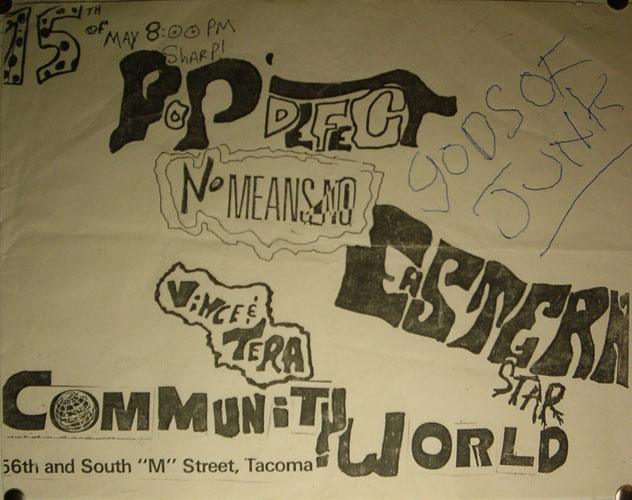 15TH of MAY 8:00 PM
SHARP!
POP DEFECT
GODS OF
JUNK
NO MEANS NO
EASTERN
STAR
VINCE &
TERA
COMMUNITY WORLD
56th and South "M" Street, Tacoma